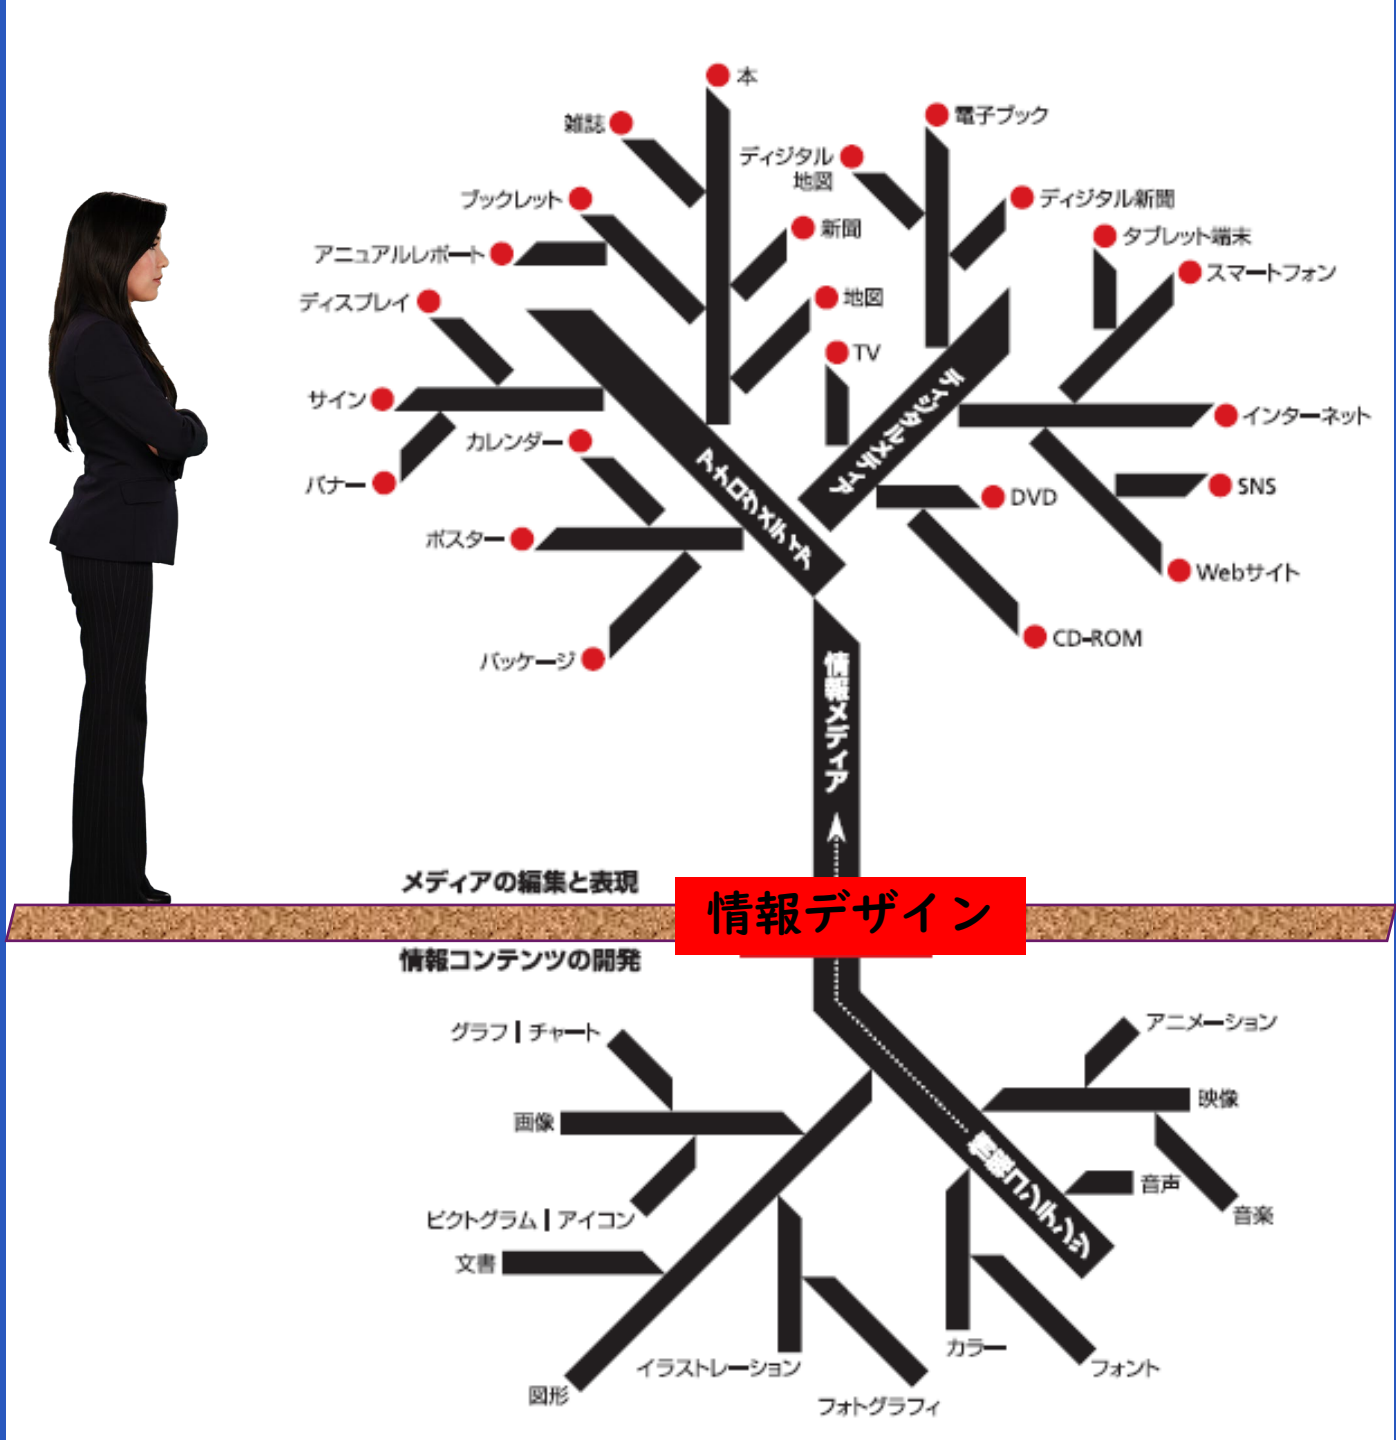 本
電子ブック
雑誌
ディジタル
地図
ブックレット
ディジタル新聞
新聞
タブレット端末
アニュアルレポート
スマートフォン
ディスプレイ
地図
TV
ディジタルメディア
サイン
インターネット
カレンダー
バナー
アナログメディア
SNS
DVD
ポスター
Webサイト
CD-ROM
パッケージ
情報メディア
メディアの編集と表現
情報デザイン
情報コンテンツの開発
グラフ | チャート
アニメーション
画像
映像
情報コンテンツ
音声
ピクトグラム | アイコン
音楽
文書
カラー
イラストレーション
フォント
図形
フォトグラフィ